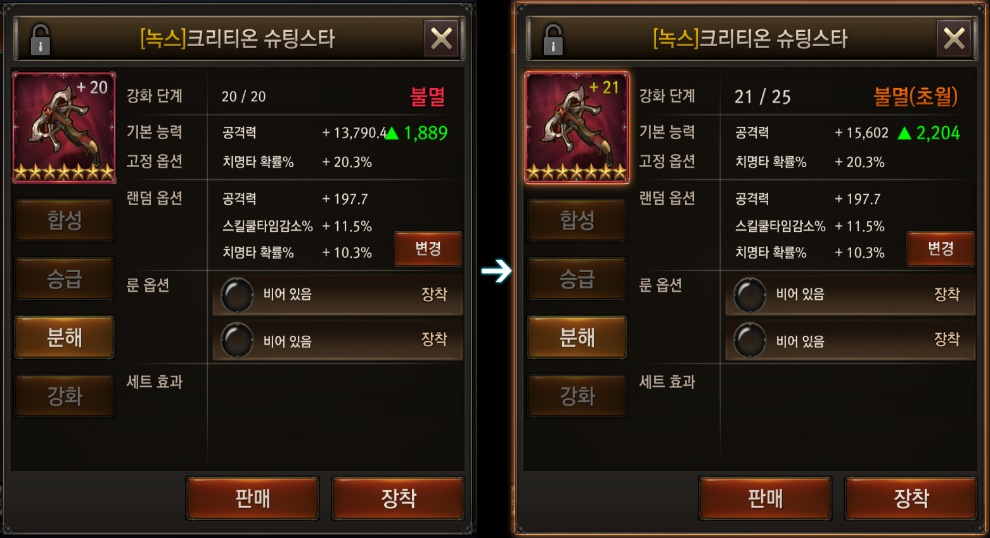 [녹스]크리티온 슈팅스타
+ 20
강화 단계 20 / 20 불멸
기본 능력 공격력 + 13,790.4 ▲ 1,889
고정 옵션 치명타 확률% + 20.3%
랜덤 옵션 공격력 + 197.7
스킬쿨타임감소% + 11.5%
치명타 확률% + 10.3%
변경
합성
승급
분해
강화
룬 옵션
비어 있음 장착
비어 있음 장착
세트 효과
판매 장착
[녹스]크리티온 슈팅스타
+ 21
강화 단계 21 / 25 불멸(초월)
기본 능력 공격력 + 15,602 ▲ 2,204
고정 옵션 치명타 확률% + 20.3%
랜덤 옵션 공격력 + 197.7
스킬쿨타임감소% + 11.5%
치명타 확률% + 10.3%
변경
합성
승급
분해
강화
룬 옵션
비어 있음 장착
비어 있음 장착
세트 효과
판매 장착